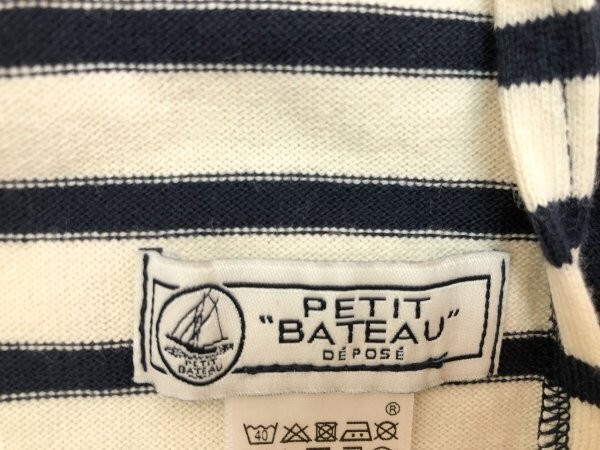 PETIT
"BATEAU"
DÉPOSÉ
PETIT
BATEAU
®
40